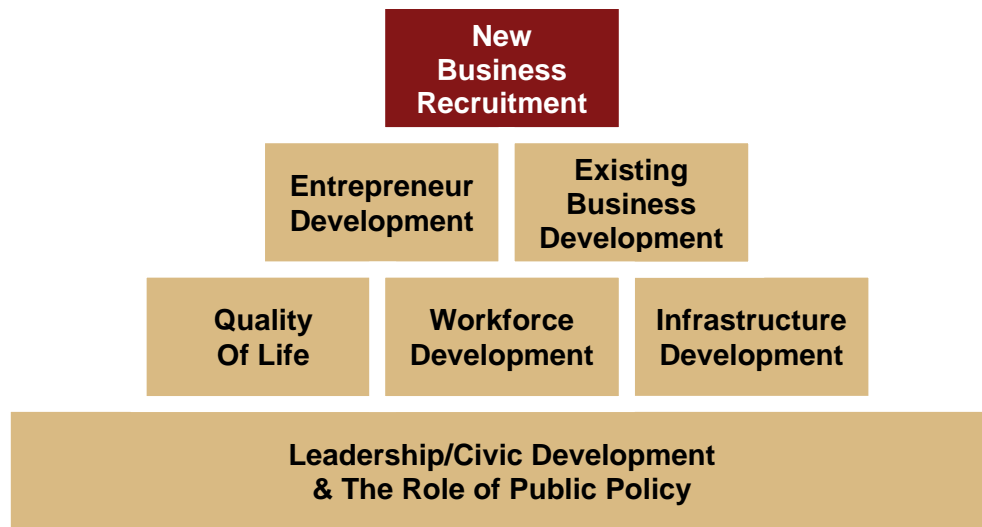 New
Business
Recruitment
Entrepreneur
Development
Existing
Business
Development
Quality
Of Life
Workforce
Development
Infrastructure
Development
Leadership/Civic Development
& The Role of Public Policy